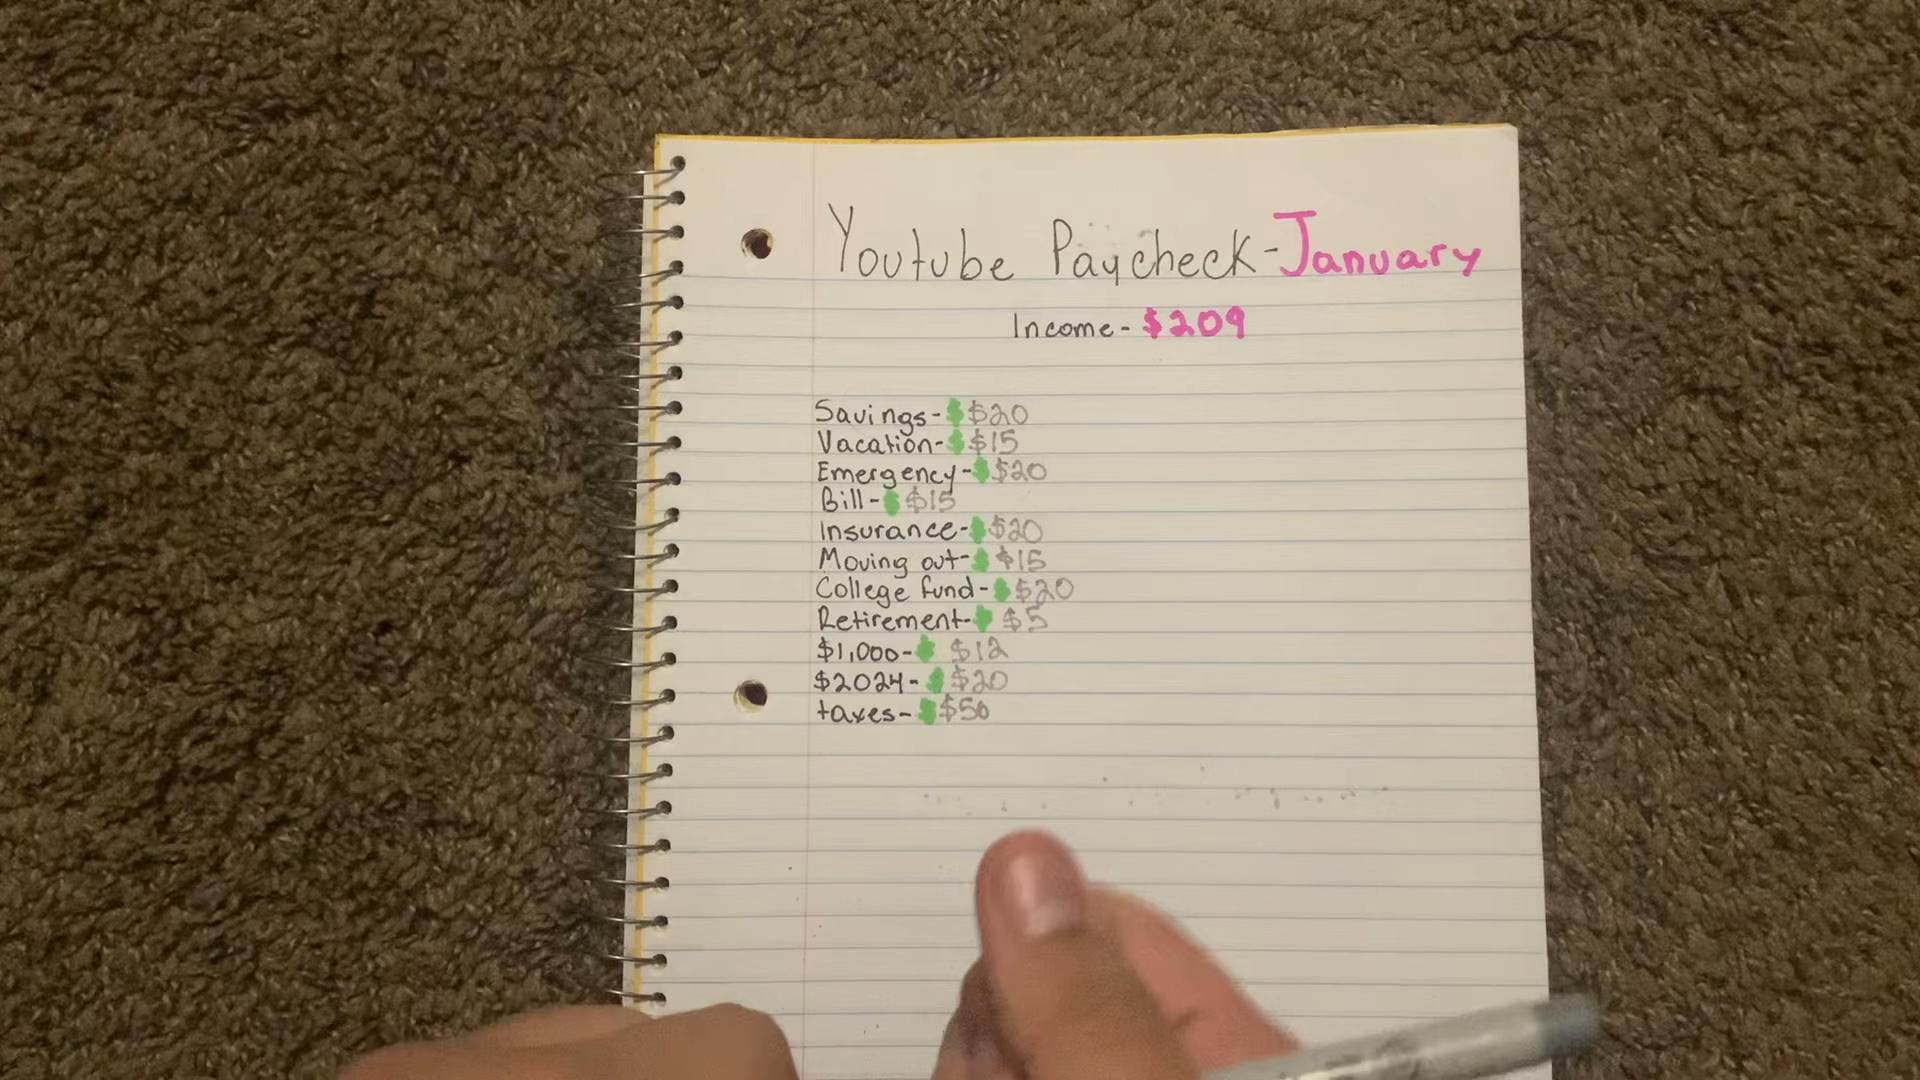 Youtube Paycheck-January
Income- $209
Savings-$ $20
Vacation-$ $15
Emergency-$ $20
Bill-$ $15
Insurance-$ $20
Moving out-$ $15
College fund-$ $20
Retirement-$ $5
$1,000-$ $12
$2024-$ $20
taxes-$ $50